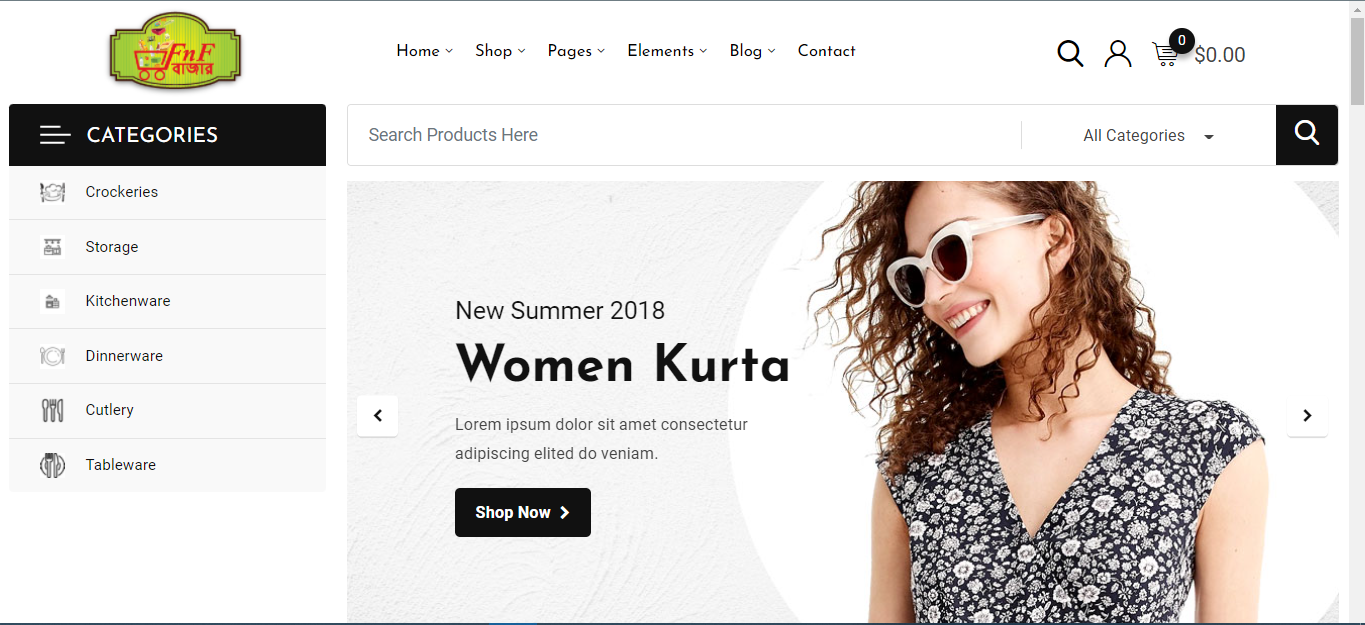 FnF
বাজার
Home Shop Pages Elements Blog Contact
0
$0.00
CATEGORIES
Search Products Here
All Categories
Crockeries
Storage
Kitchenware
Dinnerware
Cutlery
Tableware
New Summer 2018
Women Kurta
Lorem ipsum dolor sit amet consectetur
adipiscing elited do veniam.
Shop Now